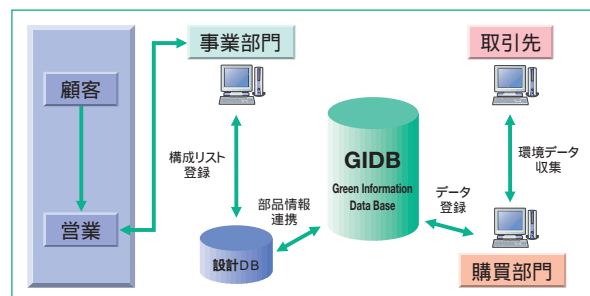 事業部門
取引先
顧客
構成リスト
登録
GIDB
Green Information
Data Base
環境データ
収集
部品情報
連携
データ
登録
営業
設計DB
購買部門